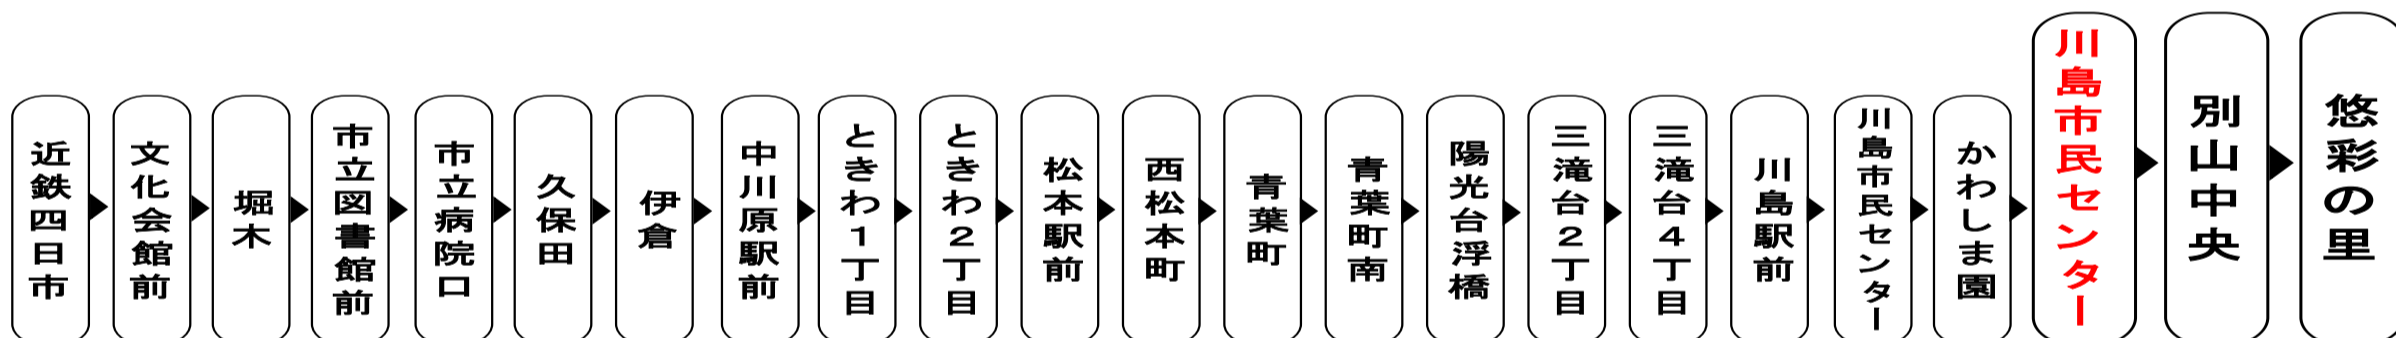 近鉄四日市
文化会館前
堀木
市立図書館前
市立病院口
久保田
伊倉
中川原駅前
ときわ1丁目
ときわ2丁目
松本駅前
西松本町
青葉町
青葉町南
陽光台浮橋
三滝台2丁目
三滝台4丁目
川島駅前
川島市民センター
かわしま園
川島市民センター
別山中央
悠彩の里